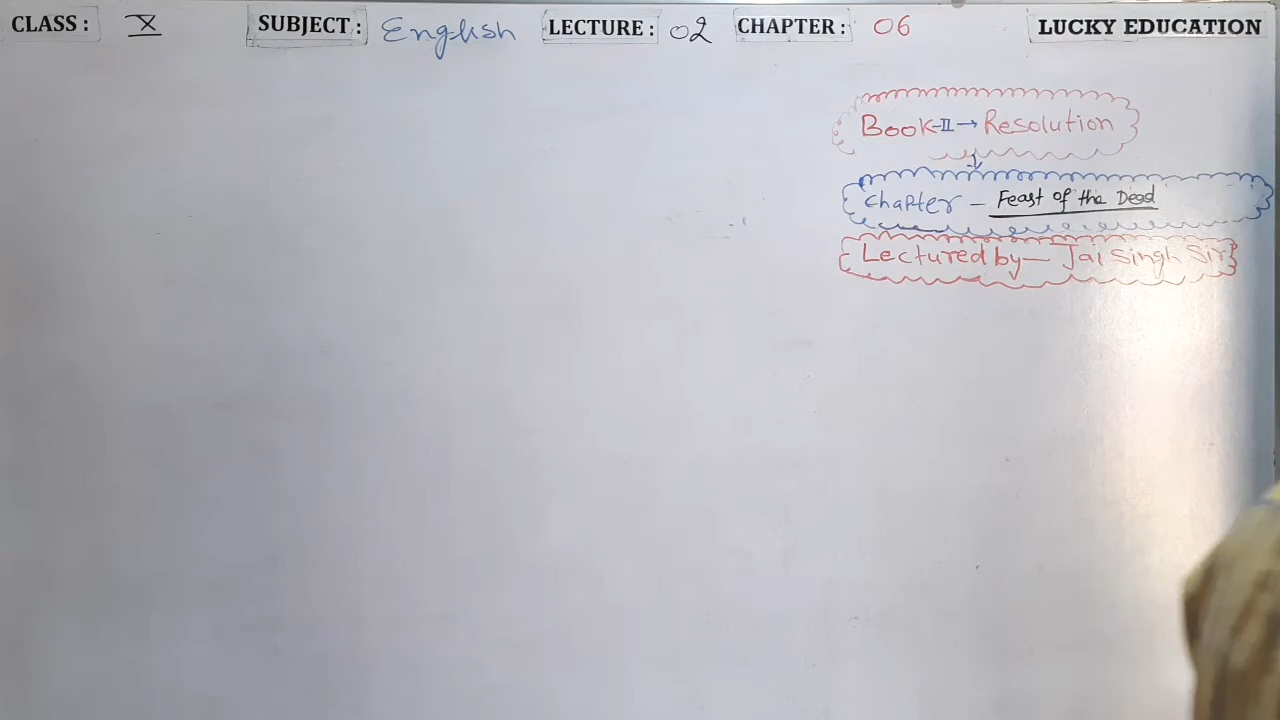 CLASS : X SUBJECT : English LECTURE : 02 CHAPTER : 06 LUCKY EDUCATION
Book-II → Resolution
Chapter - Feast of the Dead
Lectured by - Jai Singh Sir